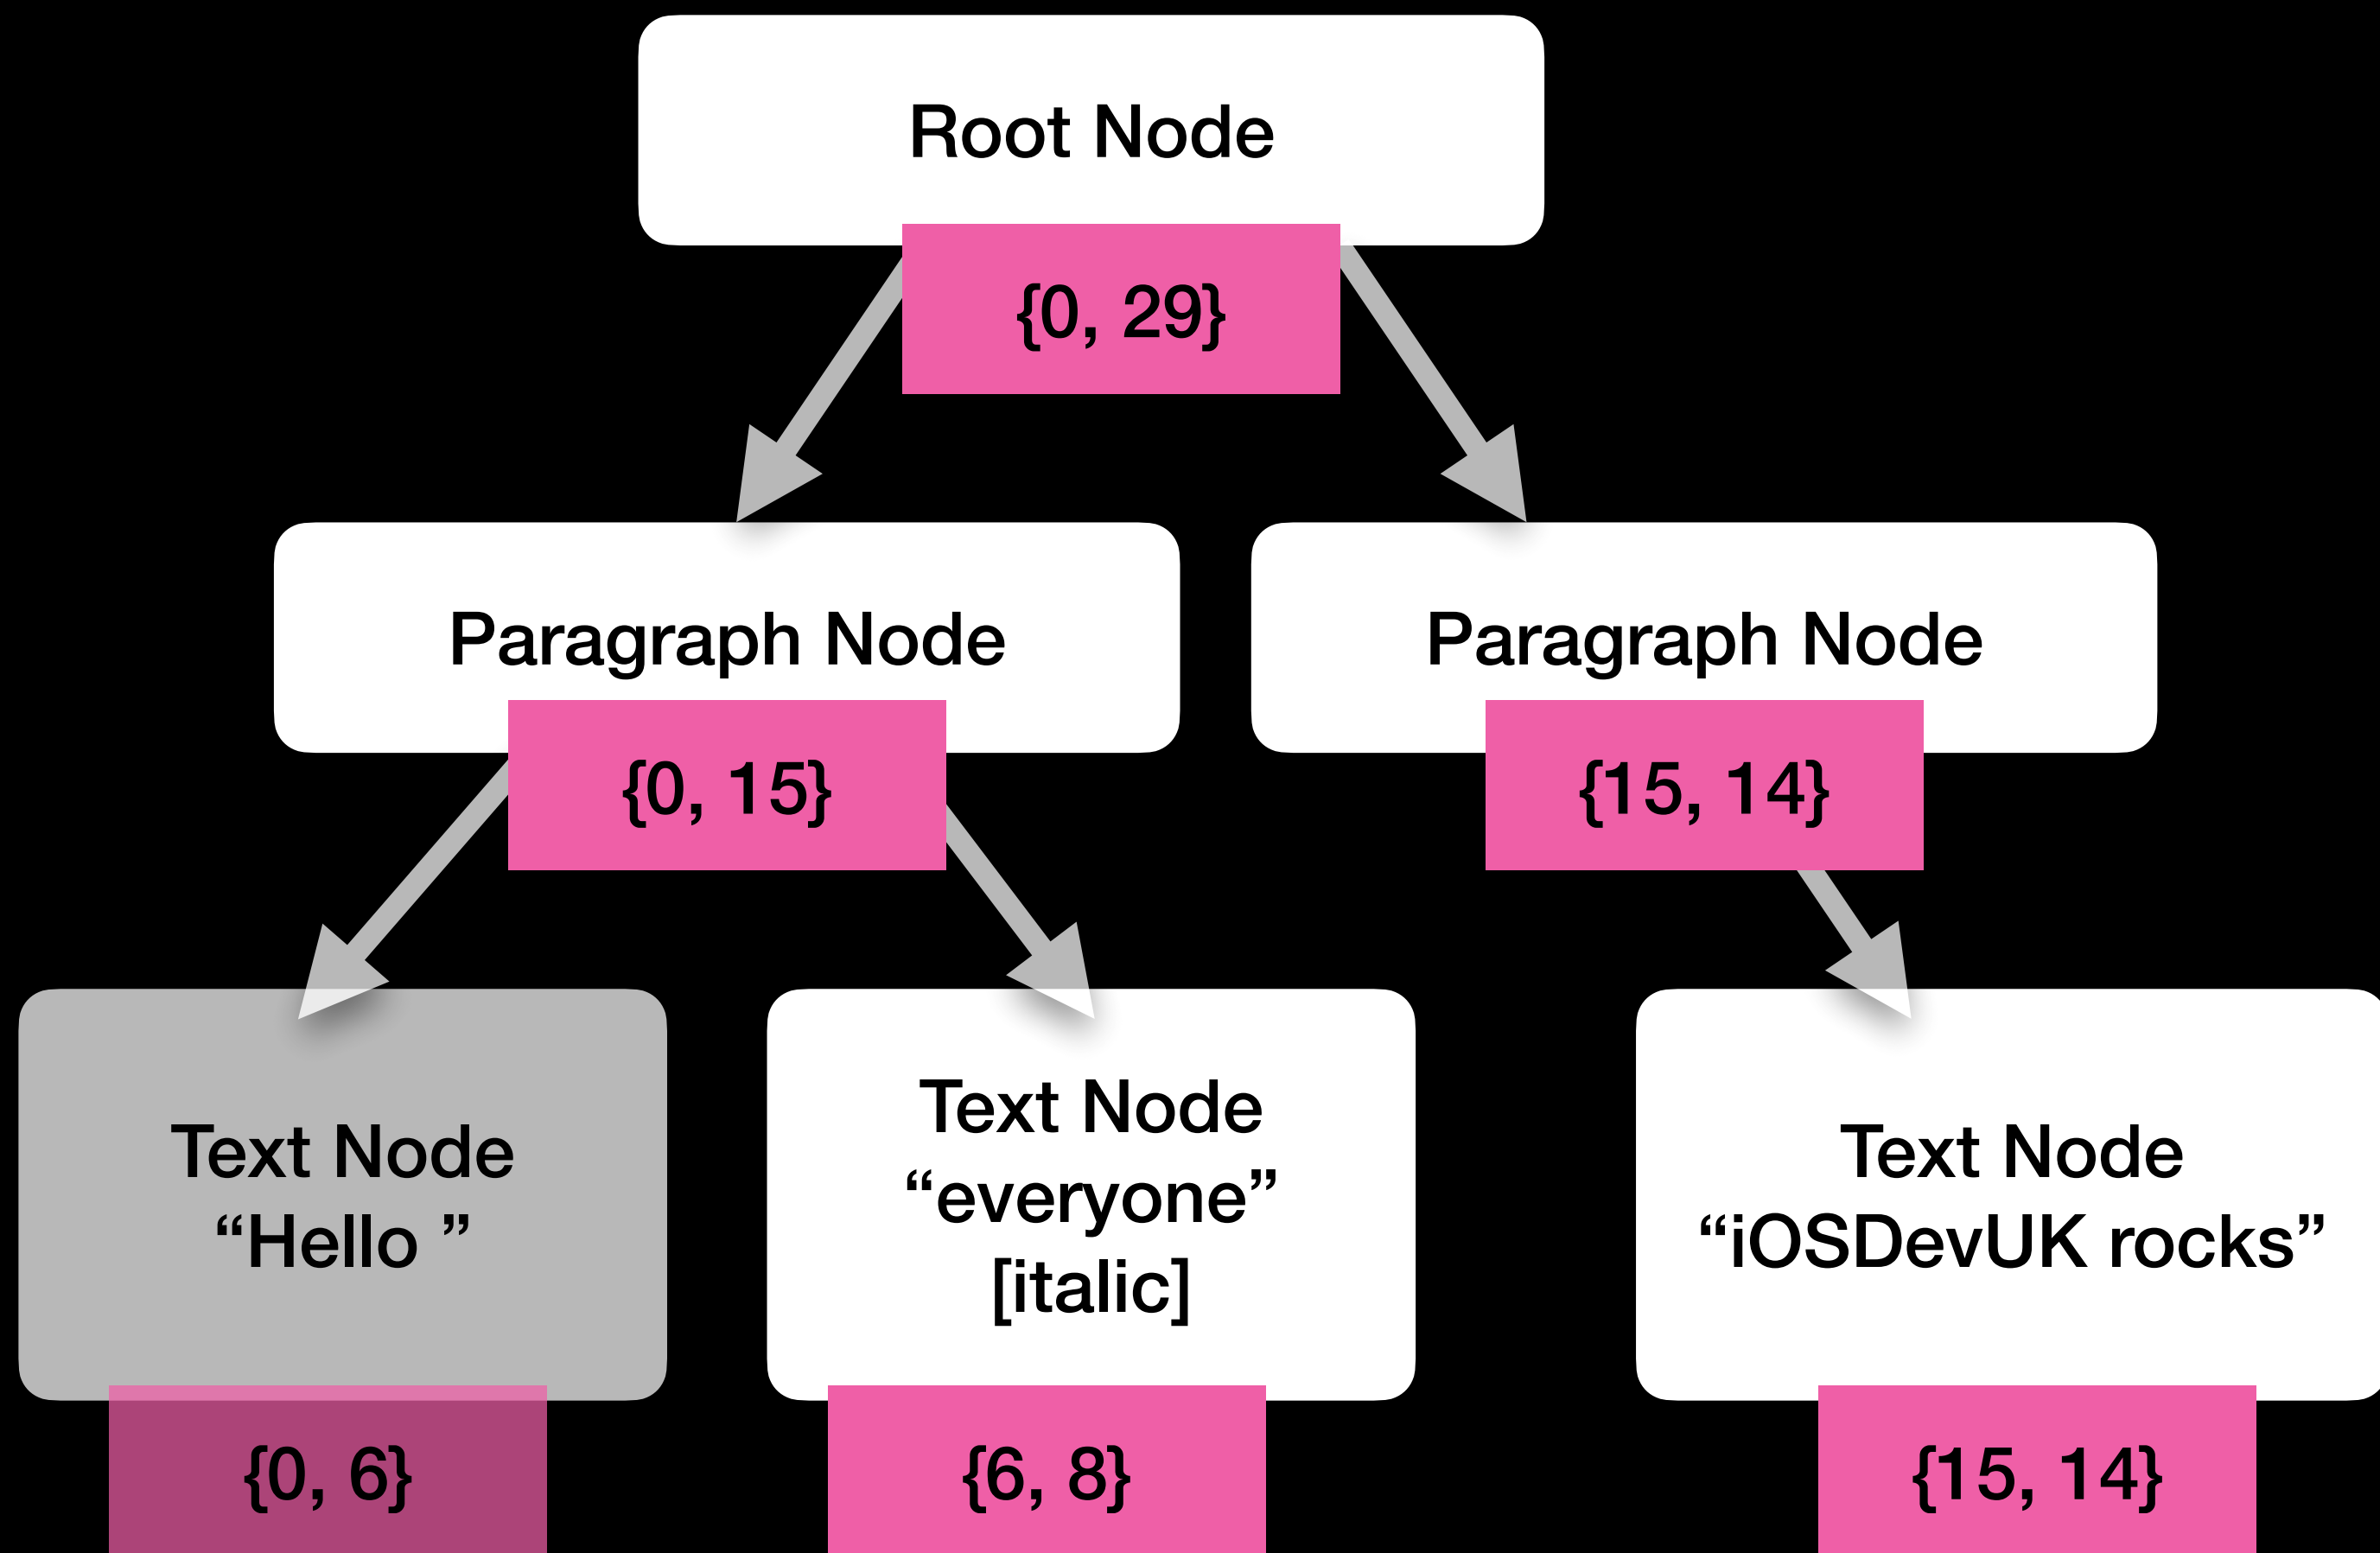 Root Node
{0, 29}
Paragraph Node
{0, 15}
Paragraph Node
{15, 14}
Text Node
“Hello ”
{0, 6}
Text Node
“everyone”
[italic]
{6, 8}
Text Node
“iOSDevUK rocks”
{15, 14}